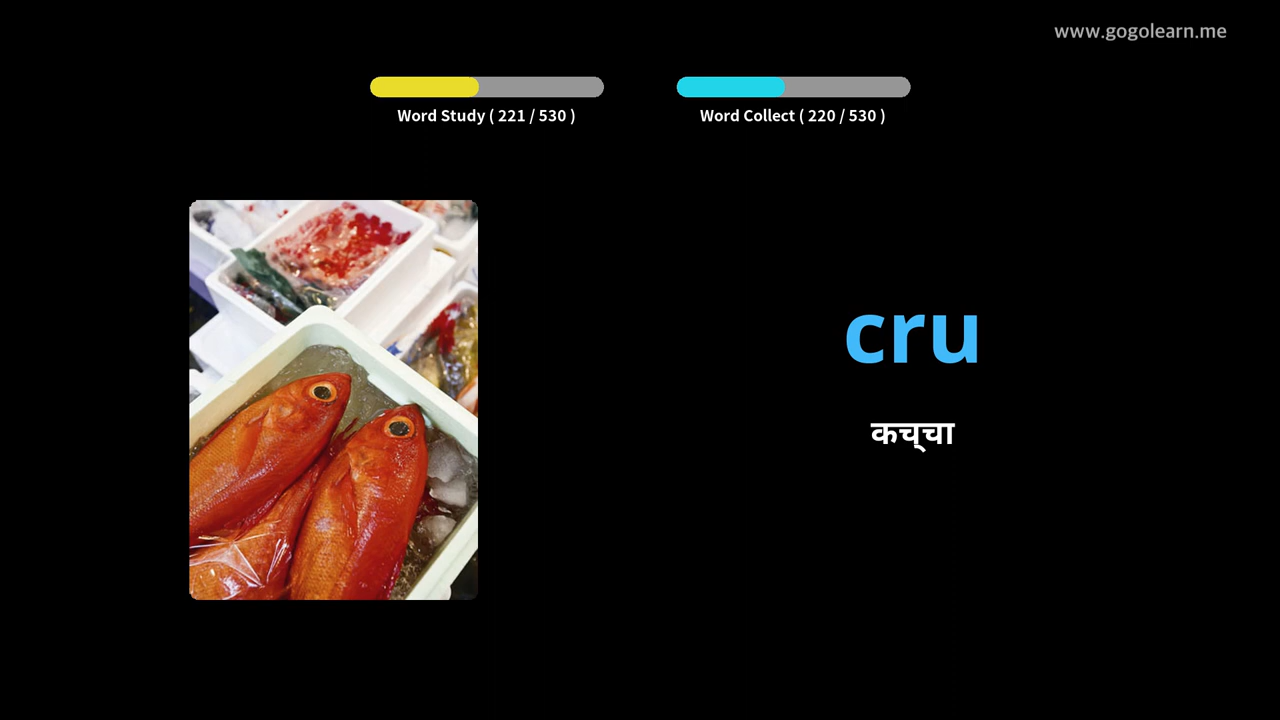 www.gogolearn.me
Word Study ( 221 / 530 )
Word Collect ( 220 / 530 )
cru
कच्‌चा